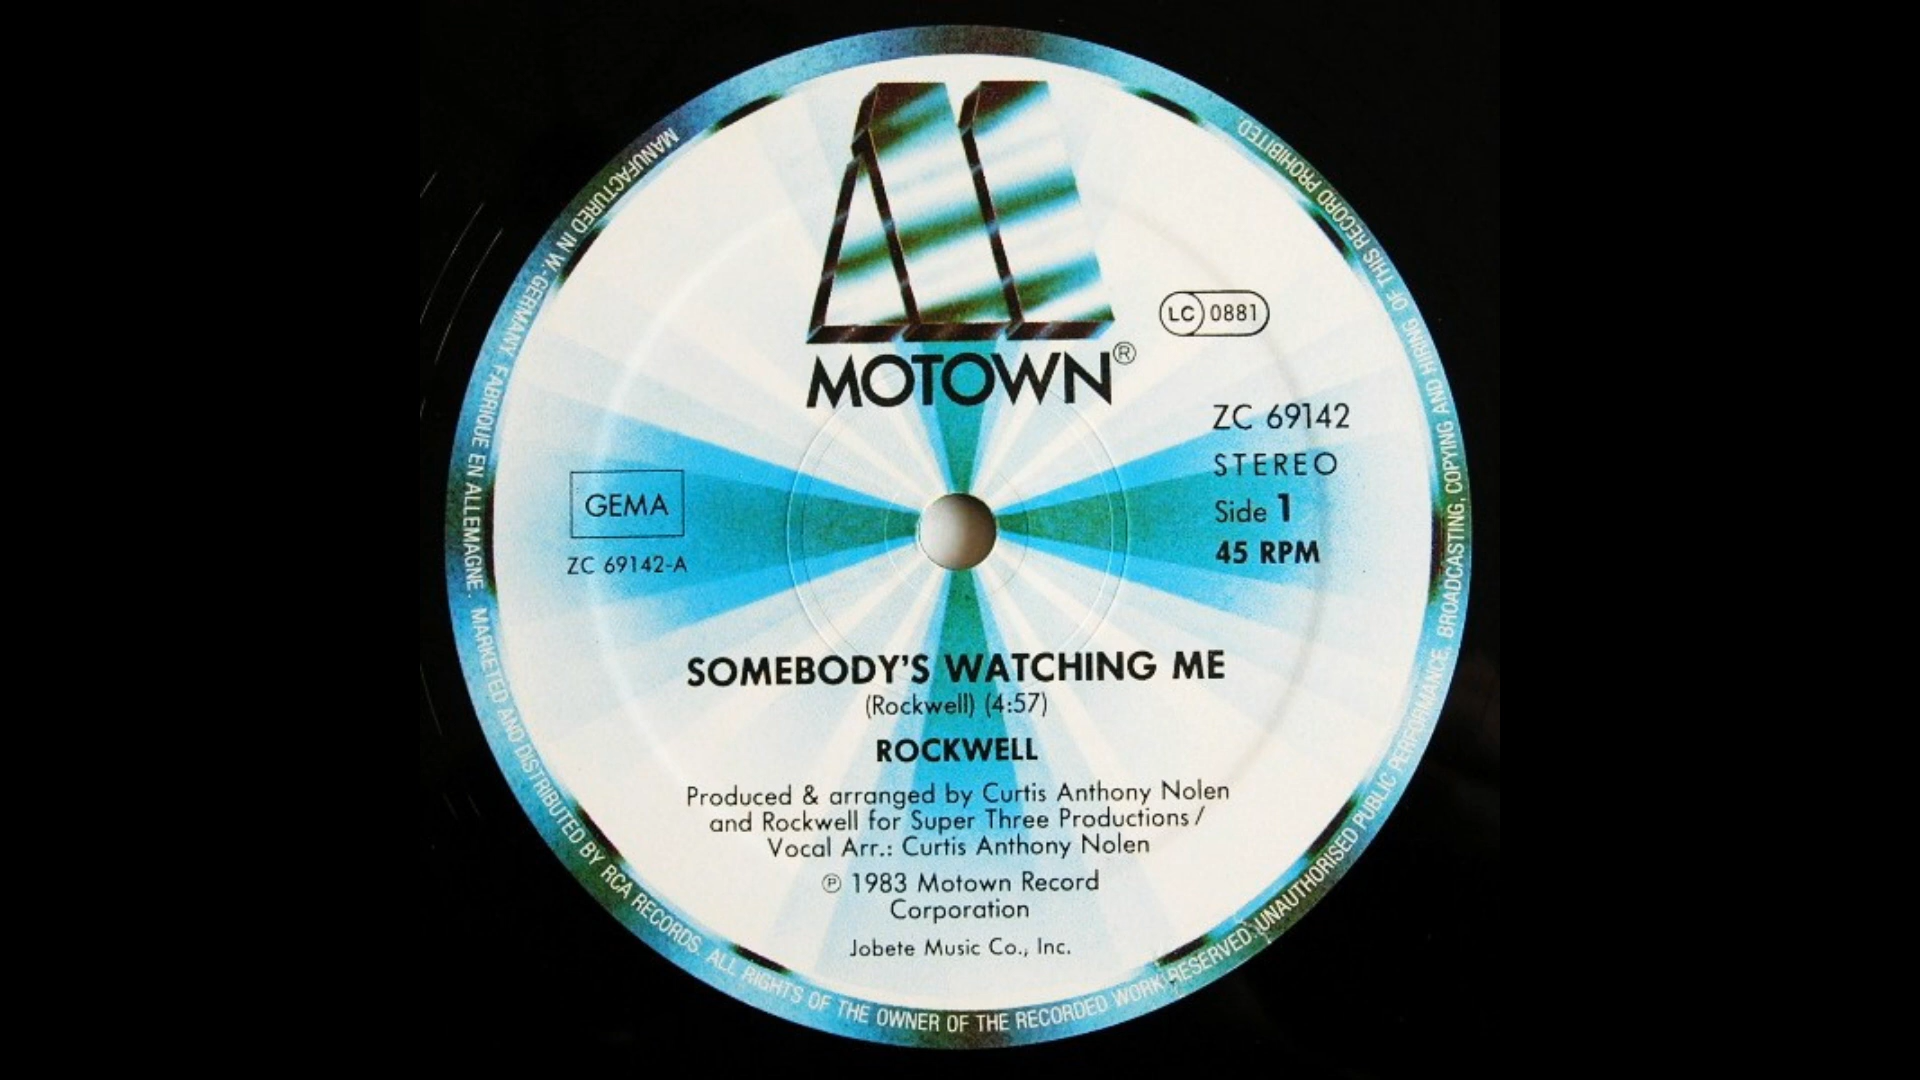 MOTOWN®
LC 0881
ZC 69142
STEREO
Side 1
45 RPM
GEMA
ZC 69142-A
SOMEBODY'S WATCHING ME
(Rockwell) (4:57)
ROCKWELL
Produced & arranged by Curtis Anthony Nolen
and Rockwell for Super Three Productions/
Vocal Arr.: Curtis Anthony Nolen
℗ 1983 Motown Record
Corporation
Jobete Music Co., Inc.
MANUFACTURED IN W.-GERMANY. FABRIQUE EN ALLEMAGNE. MARKETED AND DISTRIBUTED BY RCA RECORDS. ALL RIGHTS OF THE OWNER OF THE RECORDED WORK RESERVED. UNAUTHORISED PUBLIC PERFORMANCE, BROADCASTING, COPYING AND HIRING OF THIS RECORD PROHIBITED.